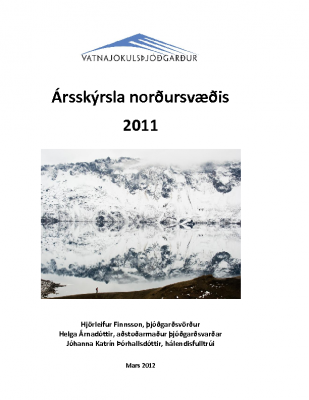 VATNAJÖKULSÞJÓÐGARÐUR
Ársskýrsla norðursvæðis
2011
Hjörleifur Finnsson, þjóðgarðsvörður
Helga Árnadóttir, aðstoðarmaður þjóðgarðsvarðar
Jóhanna Katrín Þórhallsdóttir, hálendisfulltrúi
Mars 2012